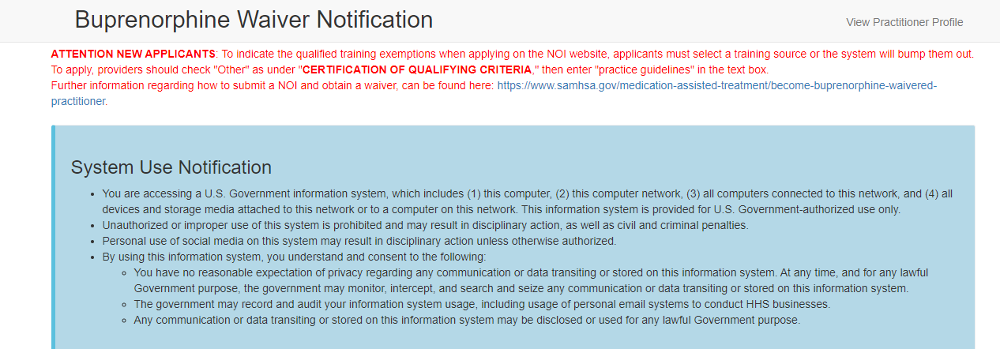 Buprenorphine Waiver Notification
View Practitioner Profile
ATTENTION NEW APPLICANTS: To indicate the qualified training exemptions when applying on the NOI website, applicants must select a training source or the system will bump them out.
To apply, providers should check "Other" as under "CERTIFICATION OF QUALIFYING CRITERIA," then enter "practice guidelines" in the text box.
Further information regarding how to submit a NOI and obtain a waiver, can be found here: https://www.samhsa.gov/medication-assisted-treatment/become-buprenorphine-waivered-
practitioner.
System Use Notification
• You are accessing a U.S. Government information system, which includes (1) this computer, (2) this computer network, (3) all computers connected to this network, and (4) all
devices and storage media attached to this network or to a computer on this network. This information system is provided for U.S. Government-authorized use only.
• Unauthorized or improper use of this system is prohibited and may result in disciplinary action, as well as civil and criminal penalties.
• Personal use of social media on this system may result in disciplinary action unless otherwise authorized.
• By using this information system, you understand and consent to the following:
◦ You have no reasonable expectation of privacy regarding any communication or data transiting or stored on this information system. At any time, and for any lawful
Government purpose, the government may monitor, intercept, and search and seize any communication or data transiting or stored on this information system.
◦ The government may record and audit your information system usage, including usage of personal email systems to conduct HHS businesses.
◦ Any communication or data transiting or stored on this information system may be disclosed or used for any lawful Government purpose.